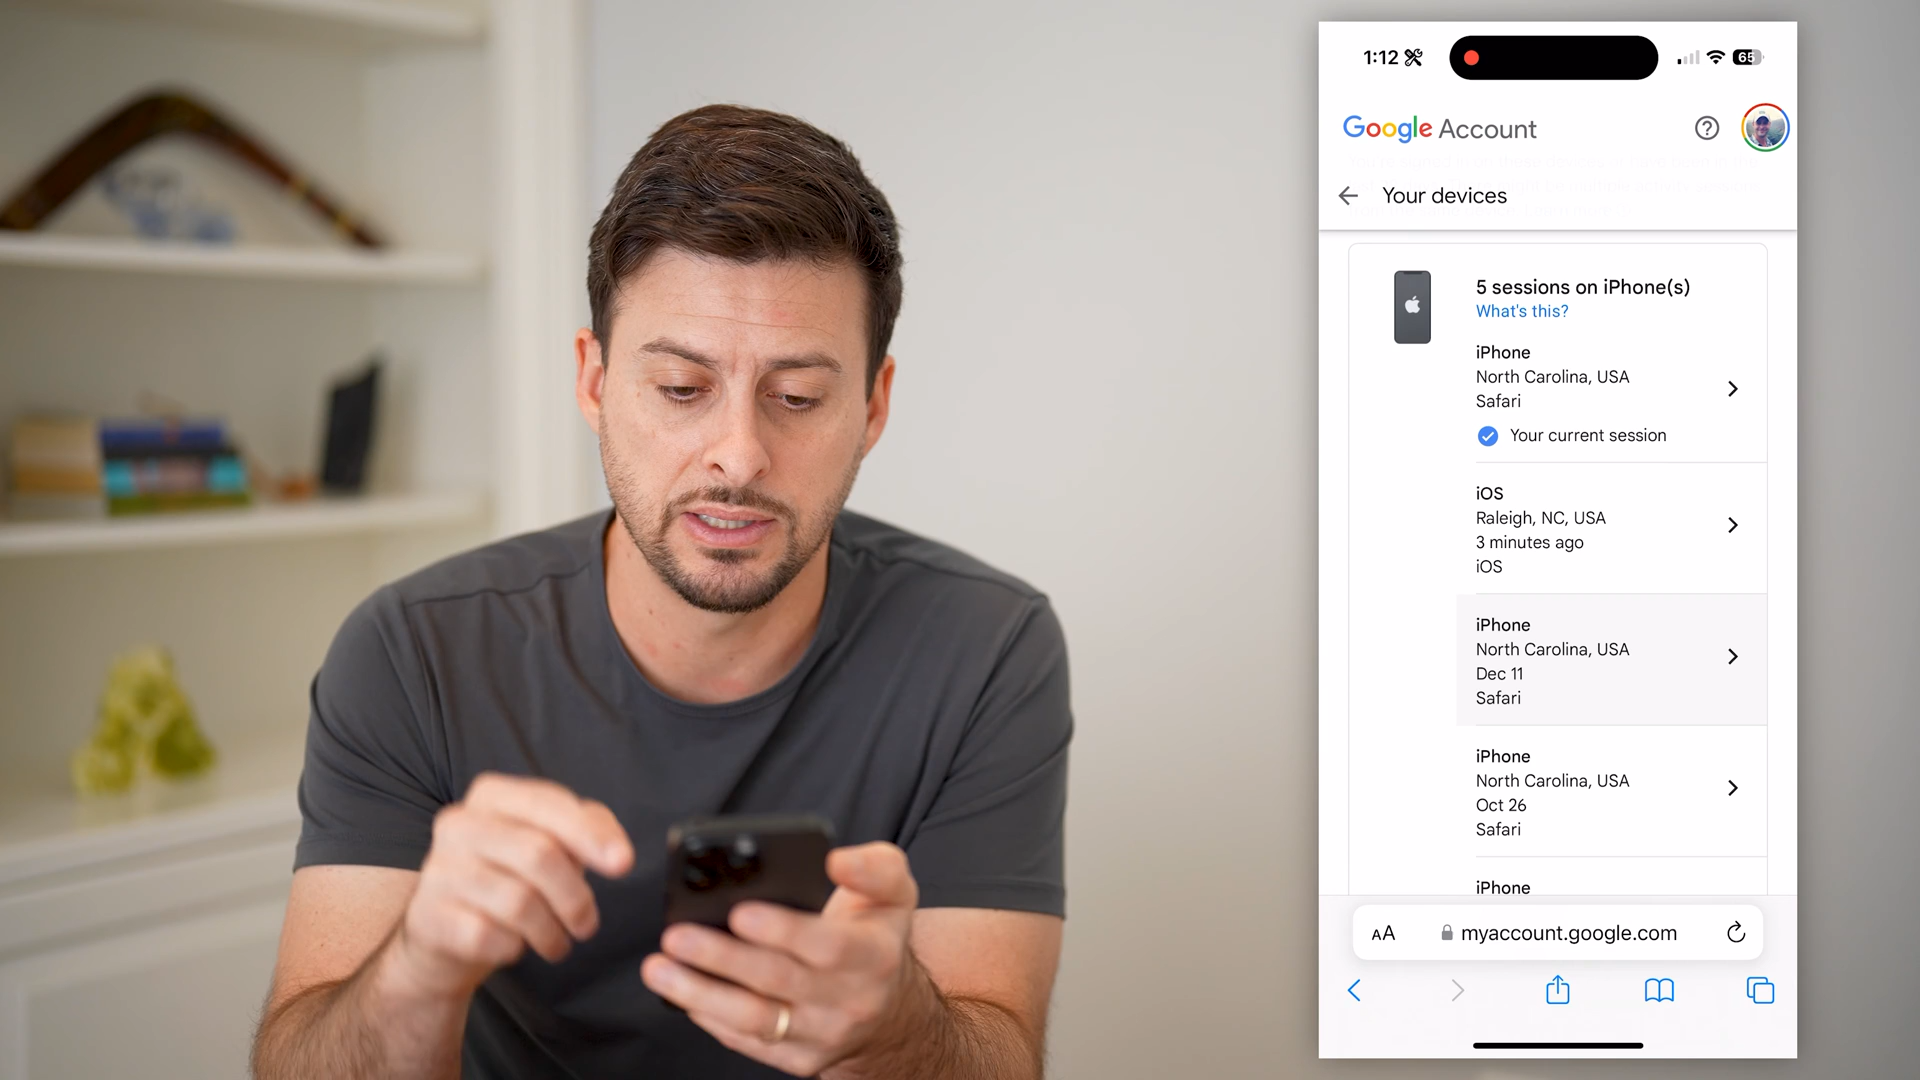 1:12
65
Google Account
Your devices
5 sessions on iPhone(s)
What's this?
iPhone
North Carolina, USA
Safari
Your current session
iOS
Raleigh, NC, USA
3 minutes ago
iOS
iPhone
North Carolina, USA
Dec 11
Safari
iPhone
North Carolina, USA
Oct 26
Safari
iPhone
AA
myaccount.google.com